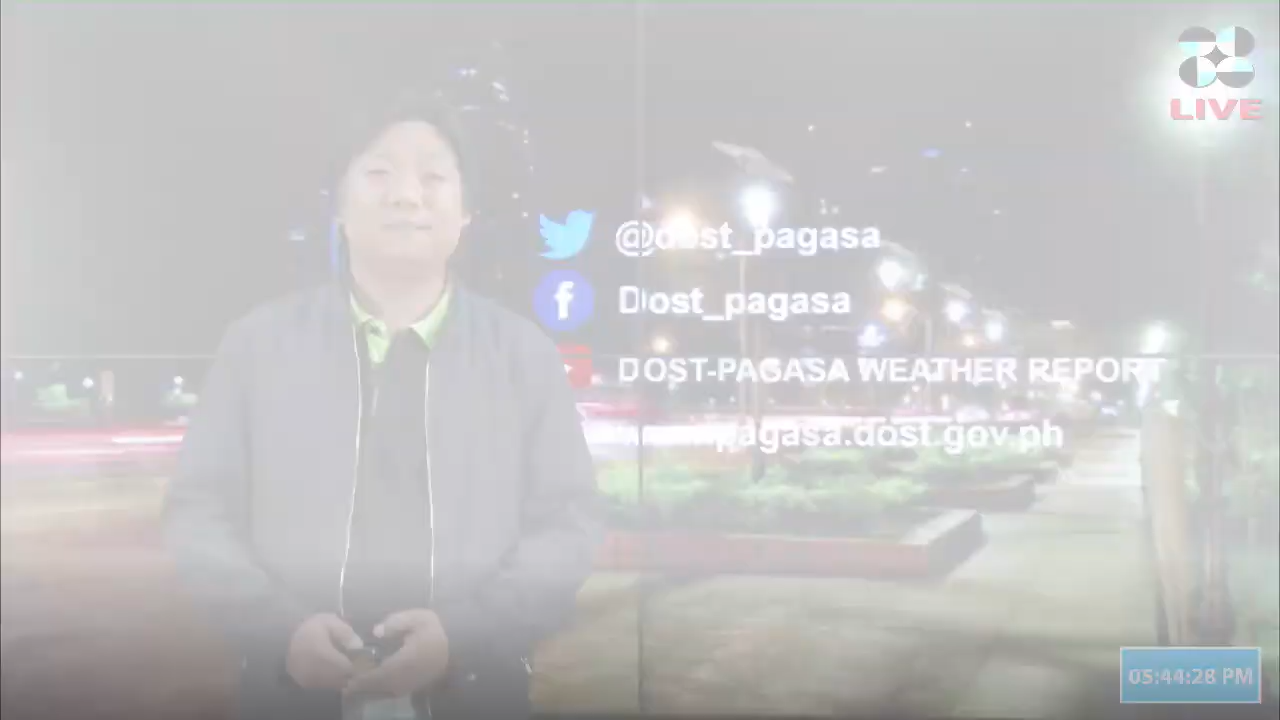 LIVE
@dost_pagasa
Dost_pagasa
DOST-PAGASA WEATHER REPORT
pagasa.dost.gov.ph
05:44:28 PM